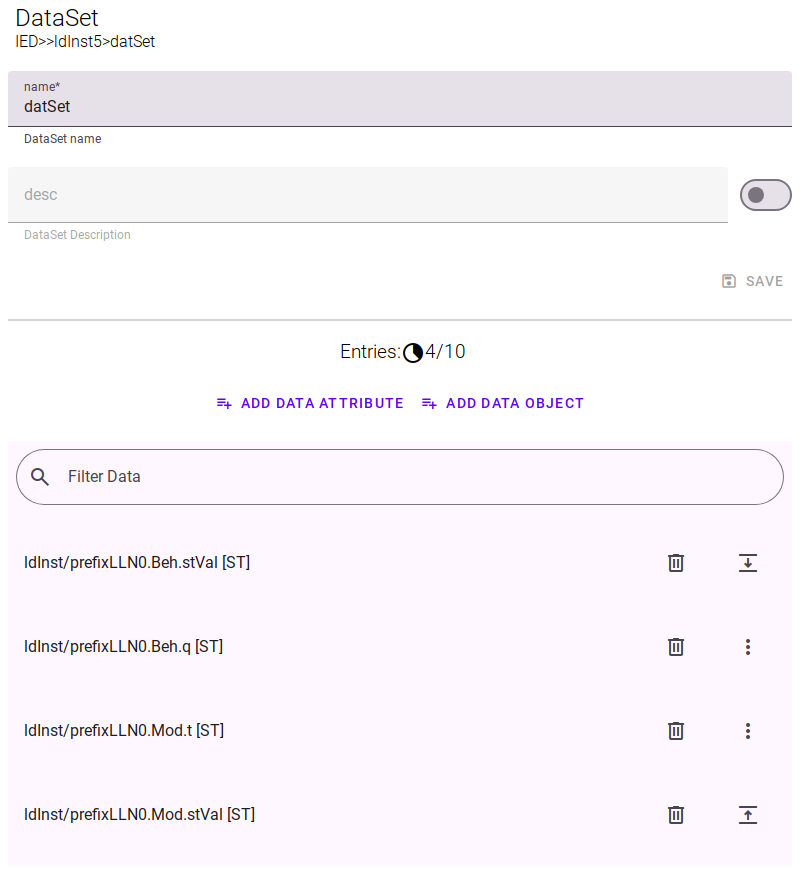 DataSet
IED>>ldInst5>datSet
name*
datSet
DataSet name
desc
DataSet Description
SAVE
Entries: 4/10
ADD DATA ATTRIBUTE ADD DATA OBJECT
Filter Data
ldInst/prefixLLN0.Beh.stVal [ST]
ldInst/prefixLLN0.Beh.q [ST]
ldInst/prefixLLN0.Mod.t [ST]
ldInst/prefixLLN0.Mod.stVal [ST]